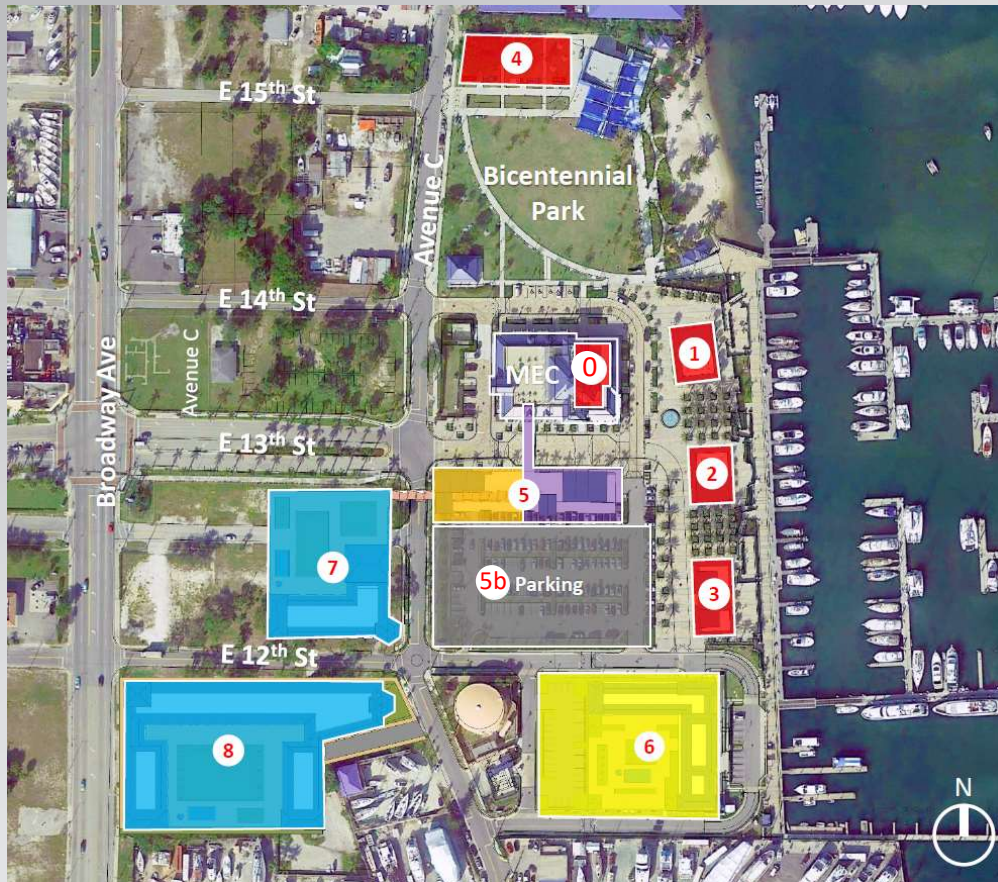 4
E 15th St
Bicentennial
Park
Avenue C
E 14th St
1
MEC
0
Avenue C
Broadway Ave
E 13th St
2
5
7
5b Parking
3
E 12th St
8
6
N